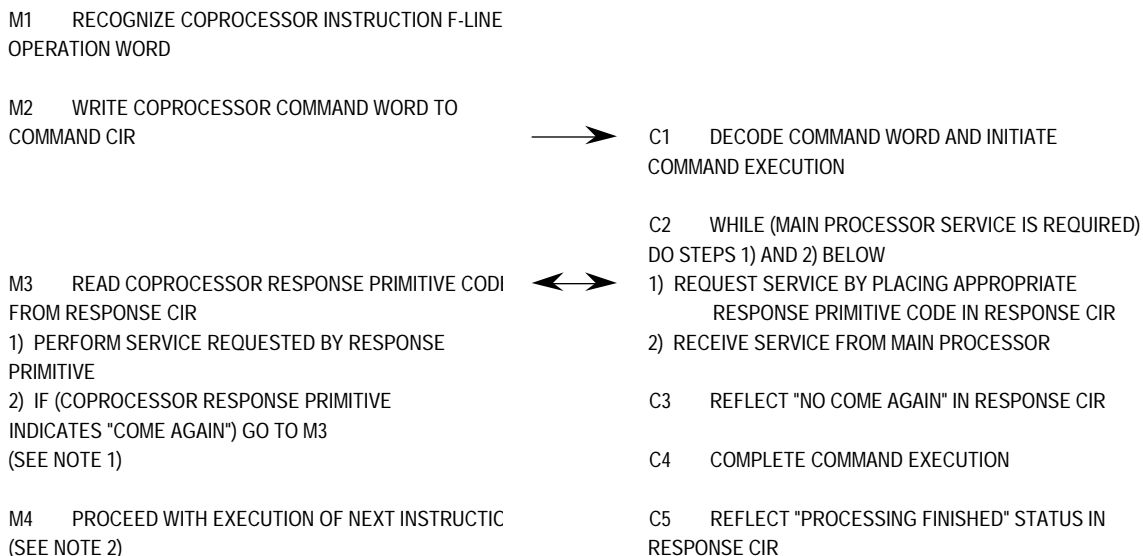 M1 RECOGNIZE COPROCESSOR INSTRUCTION F-LINE
OPERATION WORD
M2 WRITE COPROCESSOR COMMAND WORD TO
COMMAND CIR
M3 READ COPROCESSOR RESPONSE PRIMITIVE CODI
FROM RESPONSE CIR
1) PERFORM SERVICE REQUESTED BY RESPONSE
PRIMITIVE
2) IF (COPROCESSOR RESPONSE PRIMITIVE
INDICATES "COME AGAIN") GO TO M3
(SEE NOTE 1)
M4 PROCEED WITH EXECUTION OF NEXT INSTRUCTIC
(SEE NOTE 2)
C1 DECODE COMMAND WORD AND INITIATE
COMMAND EXECUTION
C2 WHILE (MAIN PROCESSOR SERVICE IS REQUIRED)
DO STEPS 1) AND 2) BELOW
1) REQUEST SERVICE BY PLACING APPROPRIATE
RESPONSE PRIMITIVE CODE IN RESPONSE CIR
2) RECEIVE SERVICE FROM MAIN PROCESSOR
C3 REFLECT "NO COME AGAIN" IN RESPONSE CIR
C4 COMPLETE COMMAND EXECUTION
C5 REFLECT "PROCESSING FINISHED" STATUS IN
RESPONSE CIR